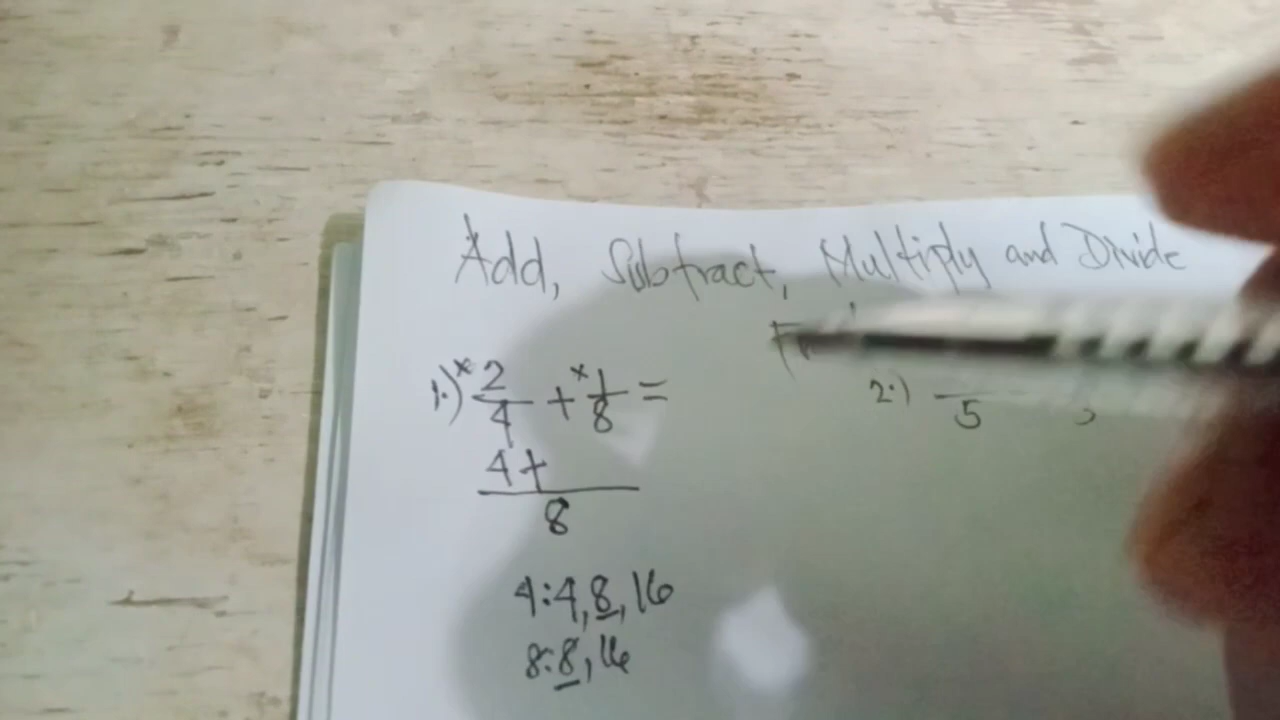 Add, Subtract, Multiply and Divide
1.) x 2/4 + x 1/8 =
4 +
8
4:4, 8, 16
8:8, 16
2.)
5